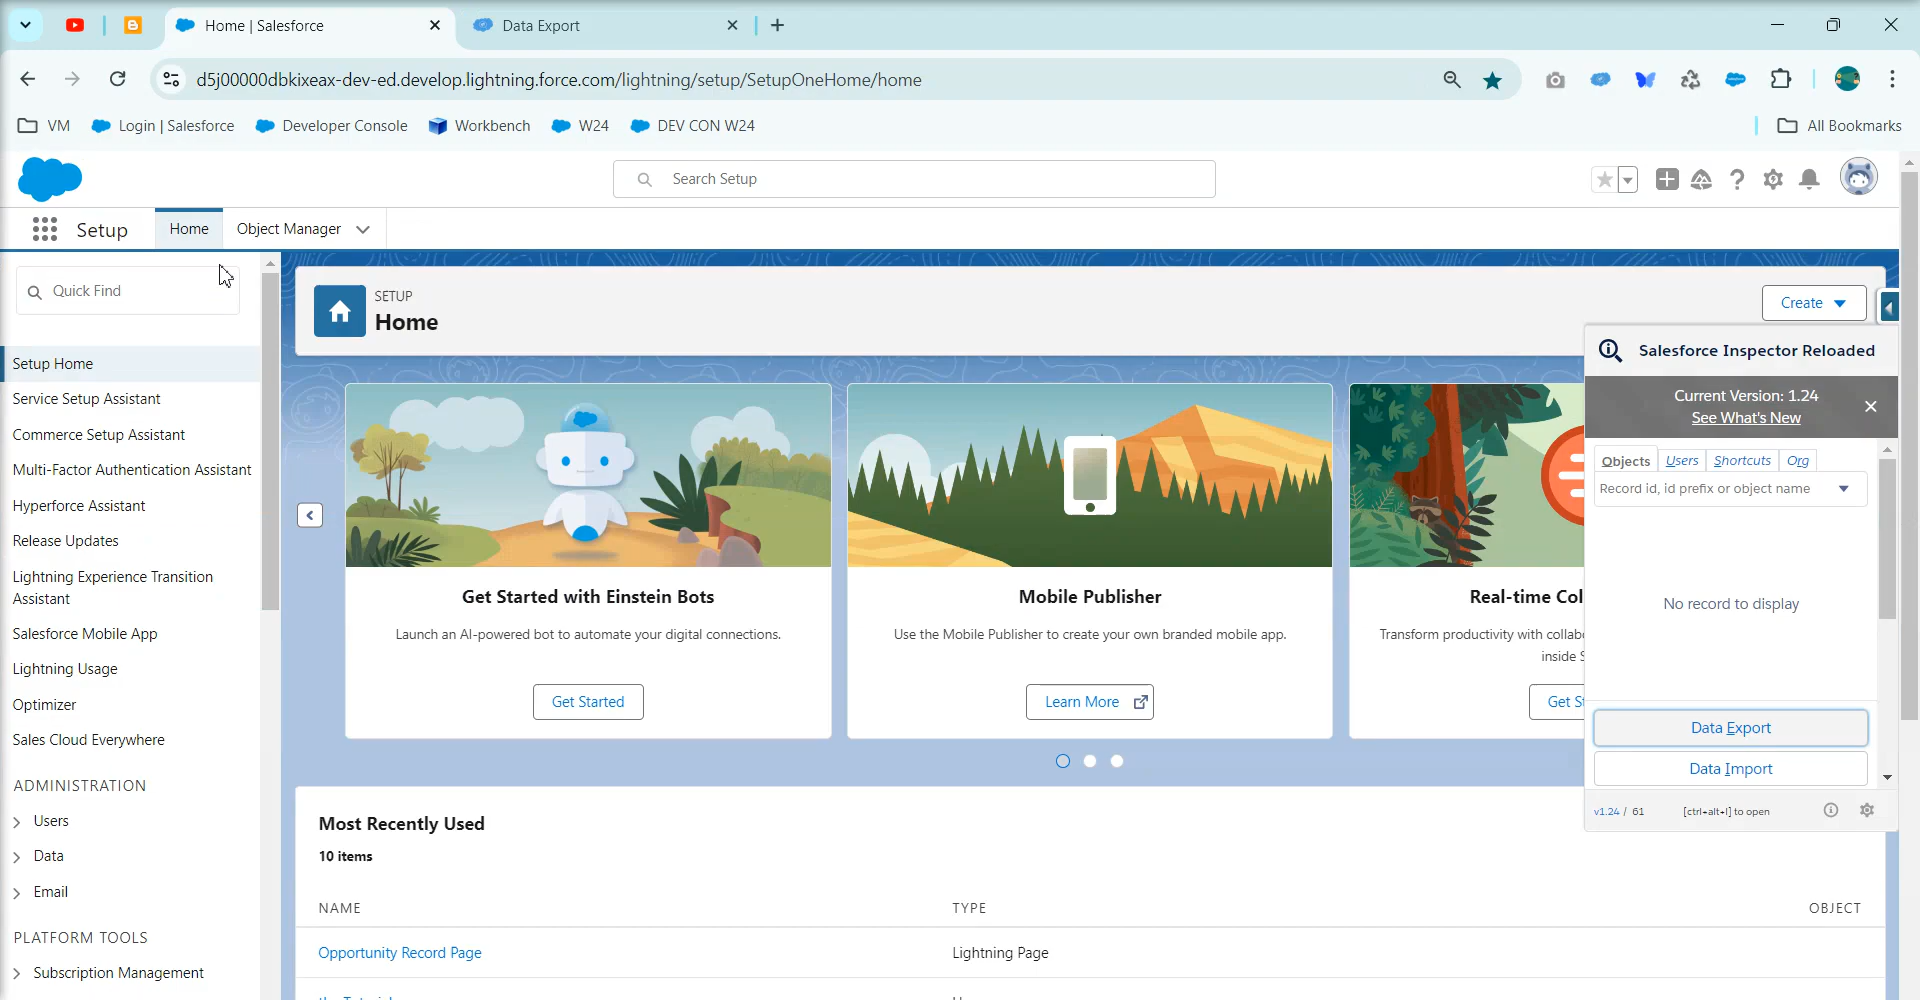 Home | Salesforce
Data Export
d5j00000dbkixeax-dev-ed.develop.lightning.force.com/lightning/setup/SetupOneHome/home
VM
Login | Salesforce
Developer Console
Workbench
W24
DEV CON W24
All Bookmarks
Search Setup
Setup
Home
Object Manager
Quick Find
Setup Home
Service Setup Assistant
Commerce Setup Assistant
Multi-Factor Authentication Assistant
Hyperforce Assistant
Release Updates
Lightning Experience Transition
Assistant
Salesforce Mobile App
Lightning Usage
Optimizer
Sales Cloud Everywhere
ADMINISTRATION
Users
Data
Email
PLATFORM TOOLS
Subscription Management
SETUP
Home
Create
Get Started with Einstein Bots
Launch an AI-powered bot to automate your digital connections.
Get Started
Mobile Publisher
Use the Mobile Publisher to create your own branded mobile app.
Learn More
Real-time Col
Transform productivity with collab
inside
Get
Most Recently Used
10 items
NAME
TYPE
OBJECT
Opportunity Record Page
Lightning Page
Salesforce Inspector Reloaded
Current Version: 1.24
See What's New
Objects
Users
Shortcuts
Org
Record id, id prefix or object name
No record to display
Data Export
Data Import
v1.24 / 61
[ctrl+alt+I] to open